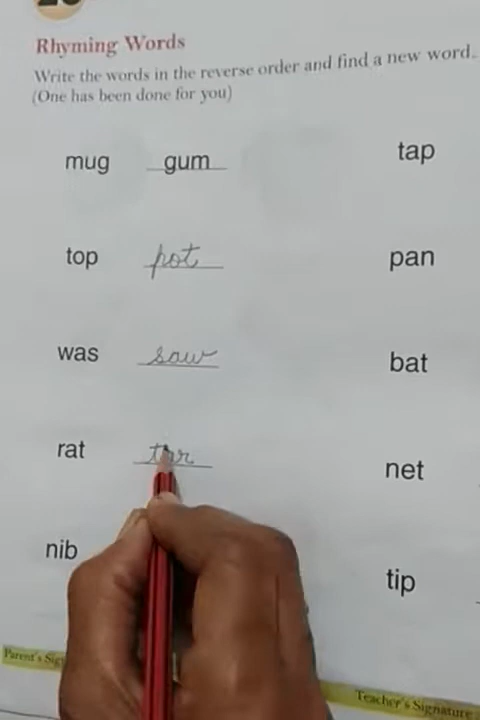 Rhyming Words
Write the words in the reverse order and find a new word.
(One has been done for you)
mug gum tap
top pot pan
was saw bat
rat tar net
nib
tip
Parent's
Teacher's Signature